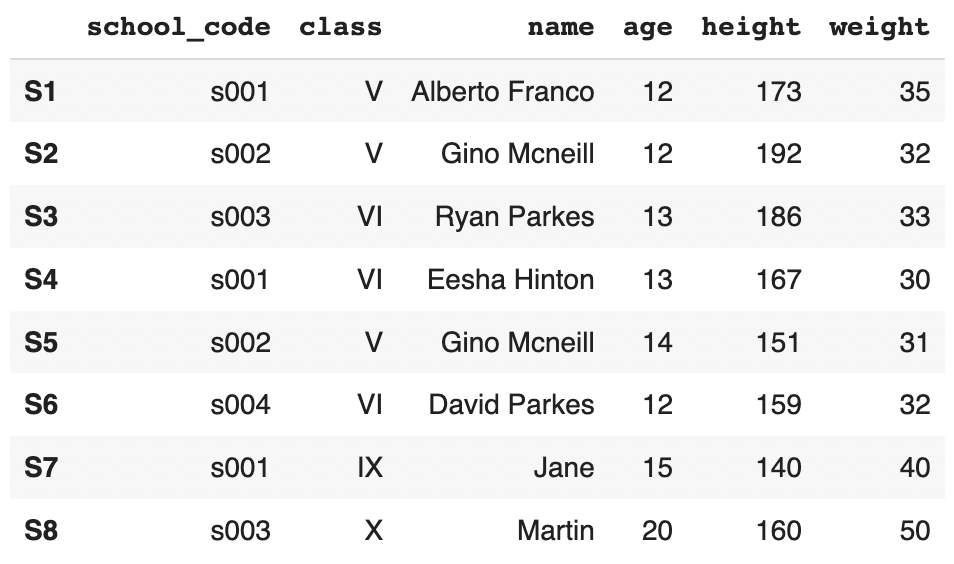 school_code class name age height weight
S1 s001 V Alberto Franco 12 173 35
S2 s002 V Gino Mcneill 12 192 32
S3 s003 VI Ryan Parkes 13 186 33
S4 s001 VI Eesha Hinton 13 167 30
S5 s002 V Gino Mcneill 14 151 31
S6 s004 VI David Parkes 12 159 32
S7 s001 IX Jane 15 140 40
S8 s003 X Martin 20 160 50